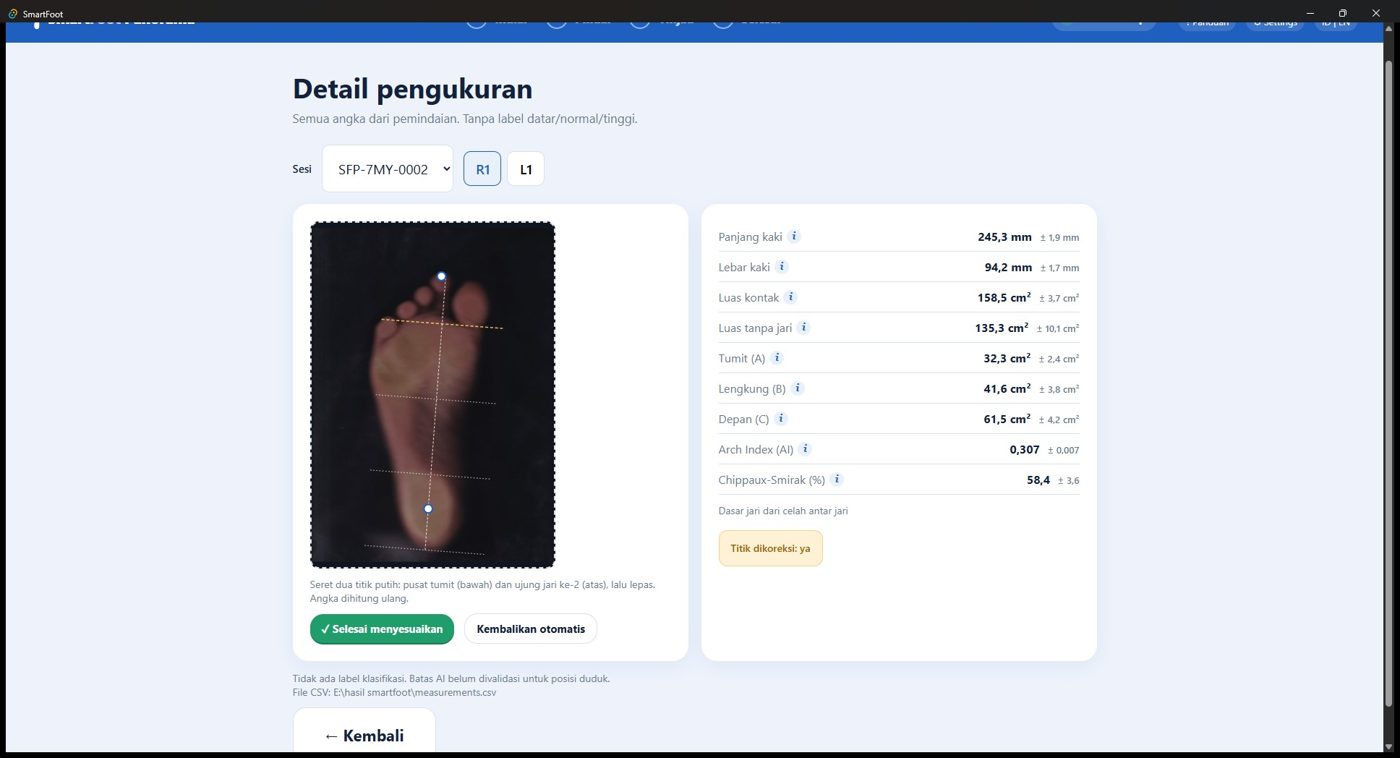 SmartFoot
Detail pengukuran
Semua angka dari pemindaian. Tanpa label datar/normal/tinggi.
Sesi
SFP-7MY-0002
R1
L1
Panjang kaki i 245,3 mm ± 1,9 mm
Lebar kaki i 94,2 mm ± 1,7 mm
Luas kontak i 158,5 cm² ± 3,7 cm²
Luas tanpa jari i 135,3 cm² ± 10,1 cm²
Tumit (A) i 32,3 cm² ± 2,4 cm²
Lengkung (B) i 41,6 cm² ± 3,8 cm²
Depan (C) i 61,5 cm² ± 4,2 cm²
Arch Index (AI) i 0,307 ± 0,007
Chippaux-Smirak (%) i 58,4 ± 3,6
Dasar jari dari celah antar jari
Titik dikoreksi: ya
Seret dua titik putih: pusat tumit (bawah) dan ujung jari ke-2 (atas), lalu lepas.
Angka dihitung ulang.
✓ Selesai menyesuaikan
Kembalikan otomatis
Tidak ada label klasifikasi. Batas AI belum divalidasi untuk posisi duduk.
File CSV: E:\hasil smartfoot\measurements.csv
← Kembali